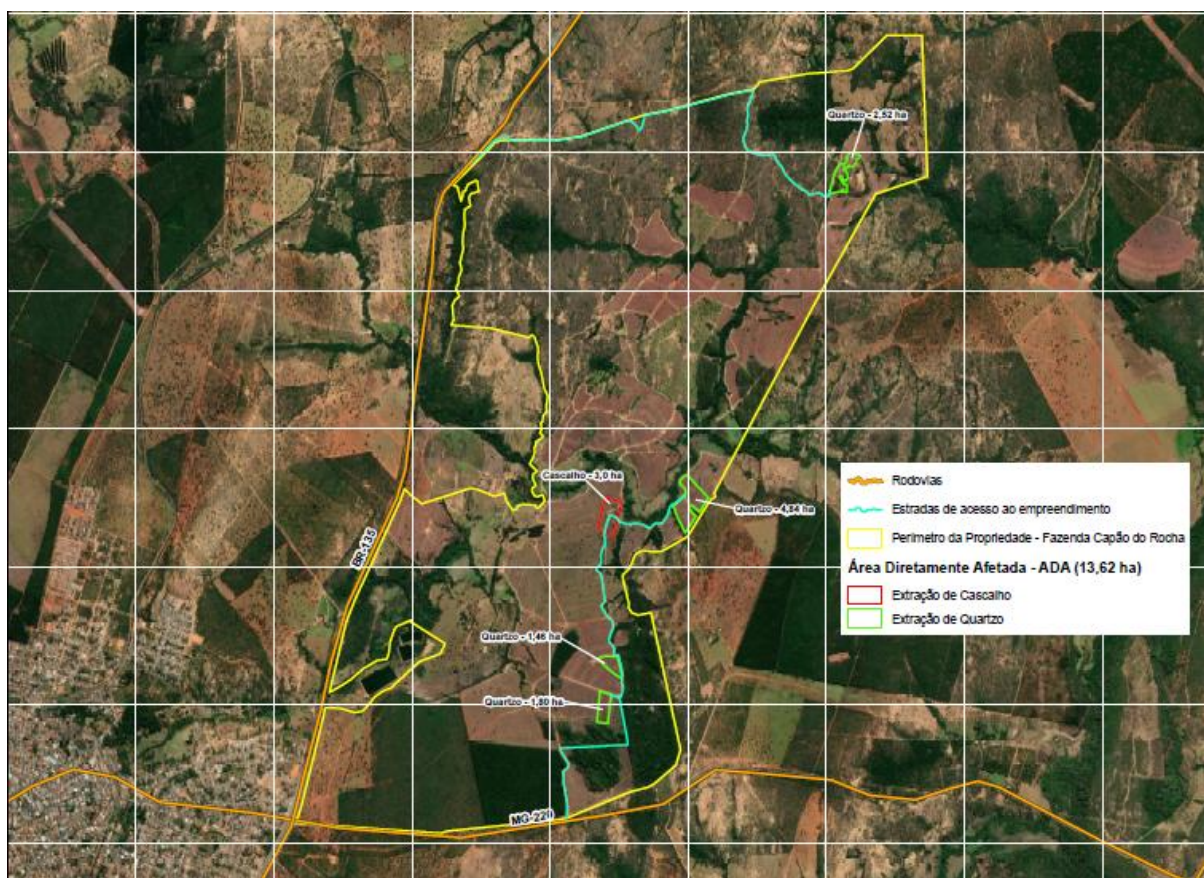 Quartzo - 2,52 ha
Cascalho - 3,0 ha
Quartzo - 4,84 ha
BR-135
Quartzo - 1,46 ha
Quartzo - 1,80 ha
MG-220
Rodovias
Estradas de acesso ao empreendimento
Perímetro da Propriedade - Fazenda Capão do Rocha
Área Diretamente Afetada - ADA (13,62 ha)
Extração de Cascalho
Extração de Quartzo